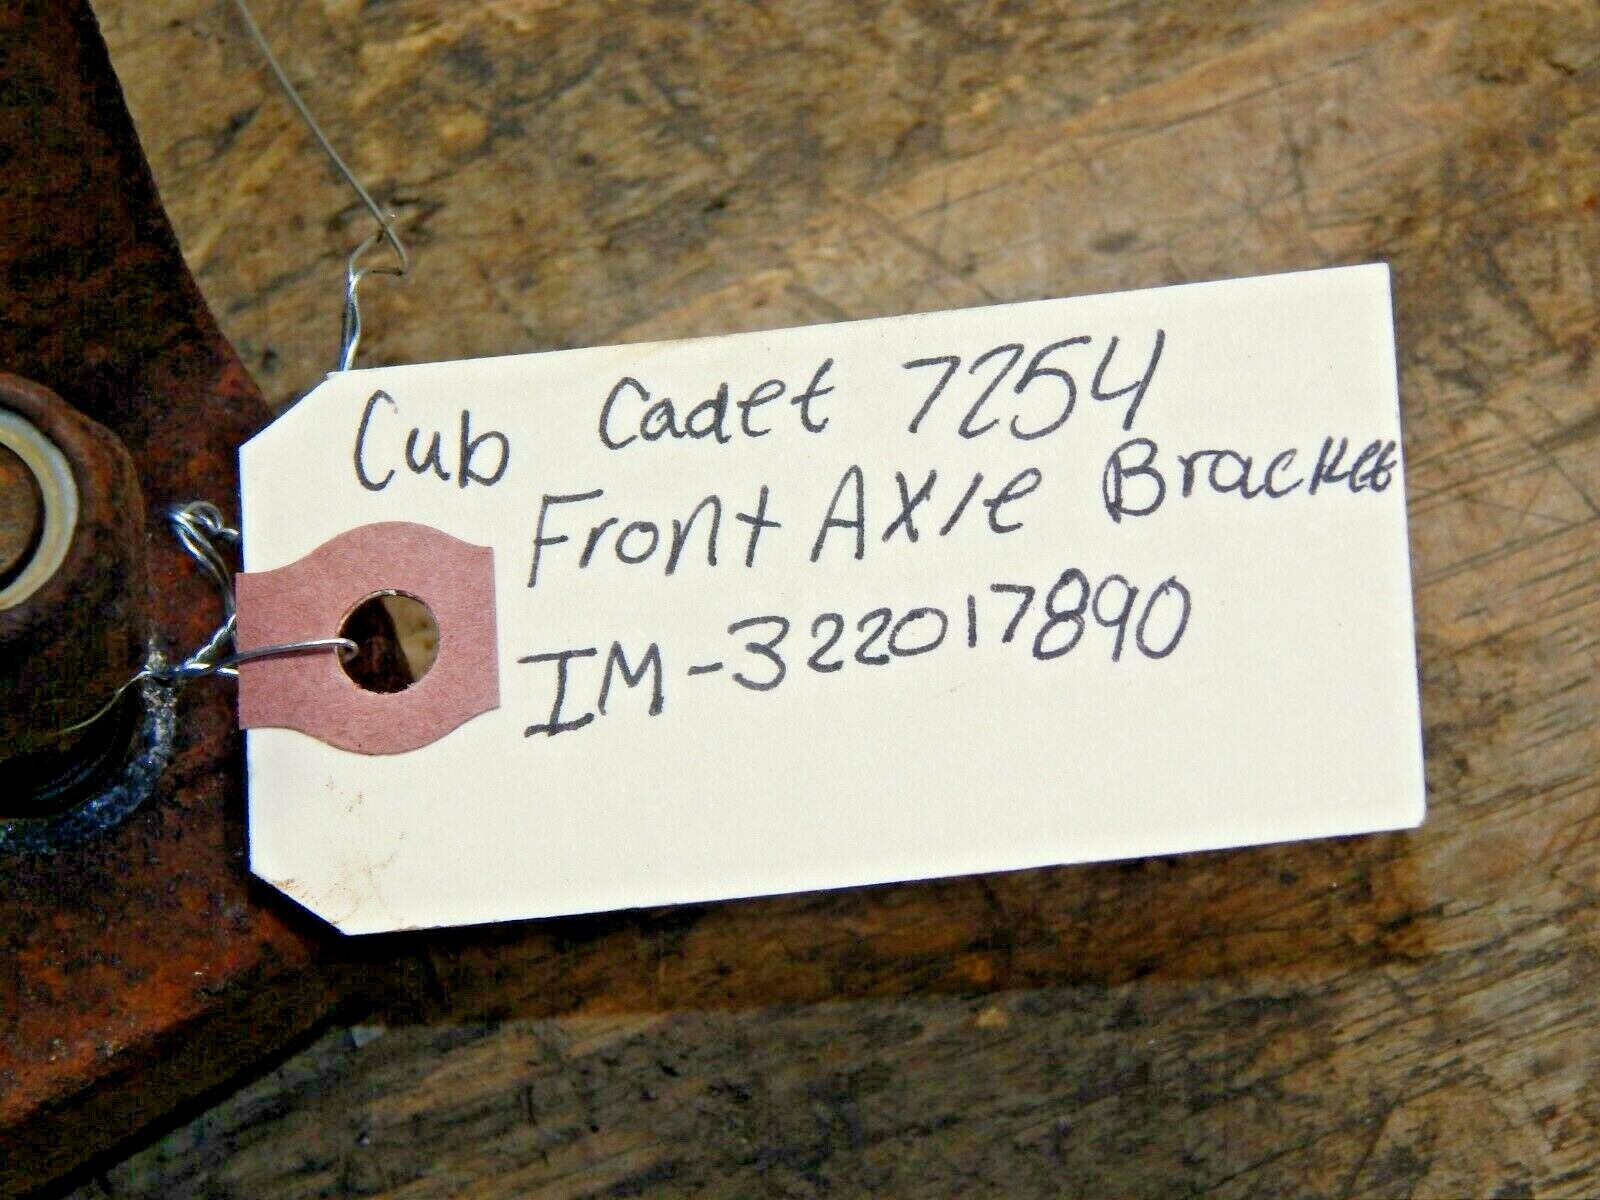 Cub Cadet 7254
Front Axle Bracket
IM-322017890